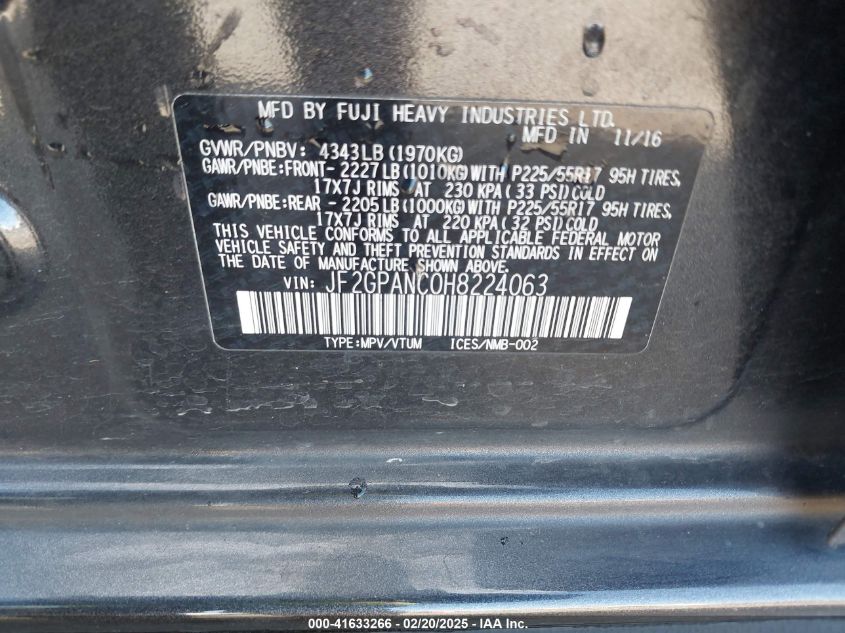 MFD BY FUJI HEAVY INDUSTRIES LTD.
MFD IN 11/16
GVWR/PNBV: 4343LB(1970KG)
GAWR/PNBE:FRONT- 2227LB(1010KG)WITH P225/55R17 95H TIRES,
17X7J RIMS AT 230 KPA(33 PSI)COLD
GAWR/PNBE:REAR - 2205LB(1000KG)WITH P225/55R17 95H TIRES,
17X7J RIMS AT 220 KPA(32 PSI)COLD
THIS VEHICLE CONFORMS TO ALL APPLICABLE FEDERAL MOTOR
VEHICLE SAFETY AND THEFT PREVENTION STANDARDS IN EFFECT ON
THE DATE OF MANUFACTURE SHOWN ABOVE.
VIN: JF2GPANC0H8224063
TYPE:MPV/VTUM ICES/NMB-002
000-41633266 - 02/20/2025 - IAA Inc.